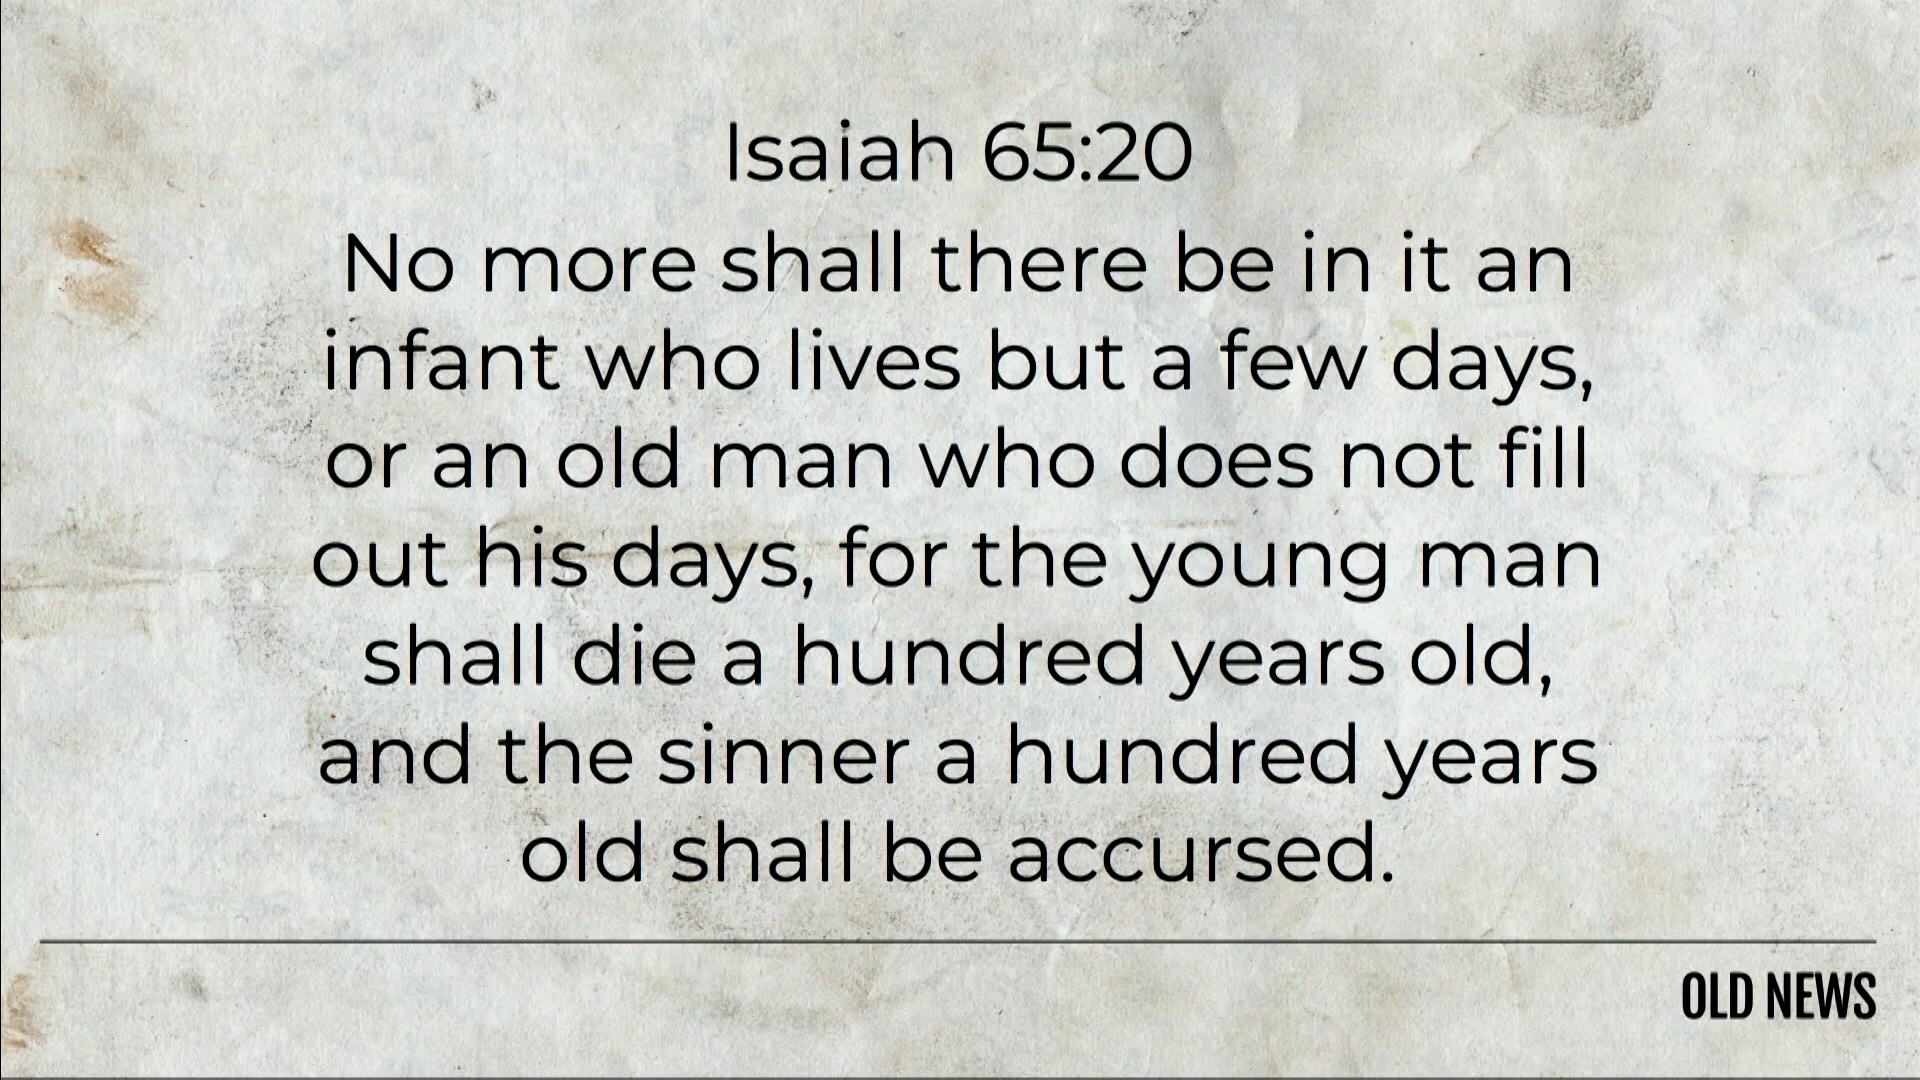 Isaiah 65:20
No more shall there be in it an
infant who lives but a few days,
or an old man who does not fill
out his days, for the young man
shall die a hundred years old,
and the sinner a hundred years
old shall be accursed.
OLD NEWS